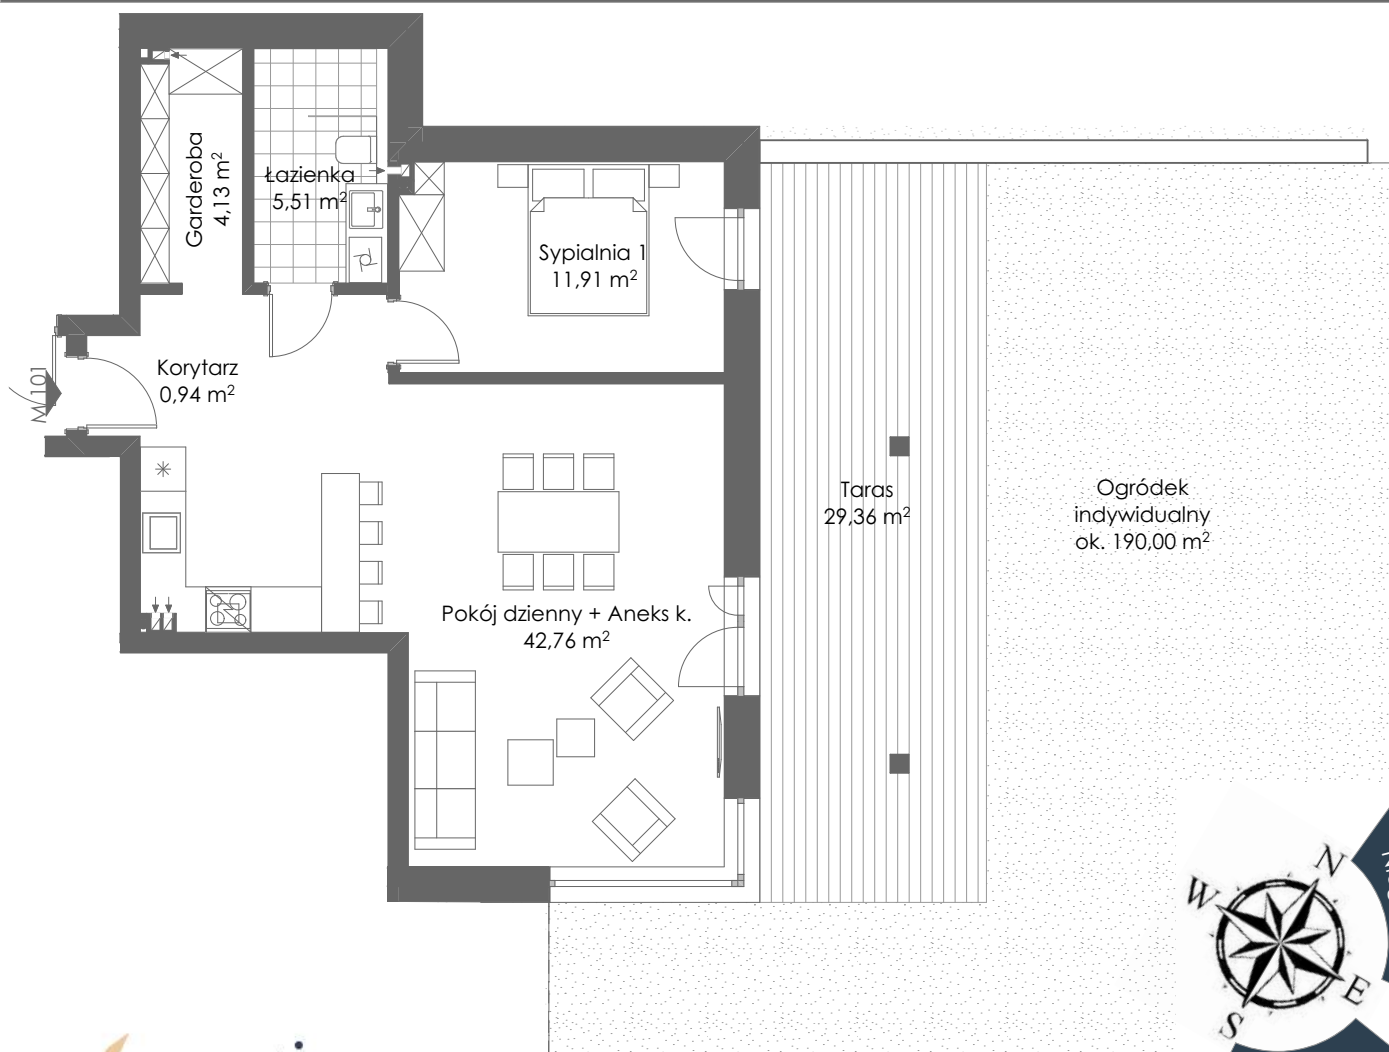 Garderoba
4,13 m²
Łazienka
5,51 m²
Sypialnia 1
11,91 m²
Korytarz
0,94 m²
M 101
Taras
29,36 m²
Ogródek
indywidualny
ok. 190,00 m²
Pokój dzienny + Aneks k.
42,76 m²
N
W
E
S